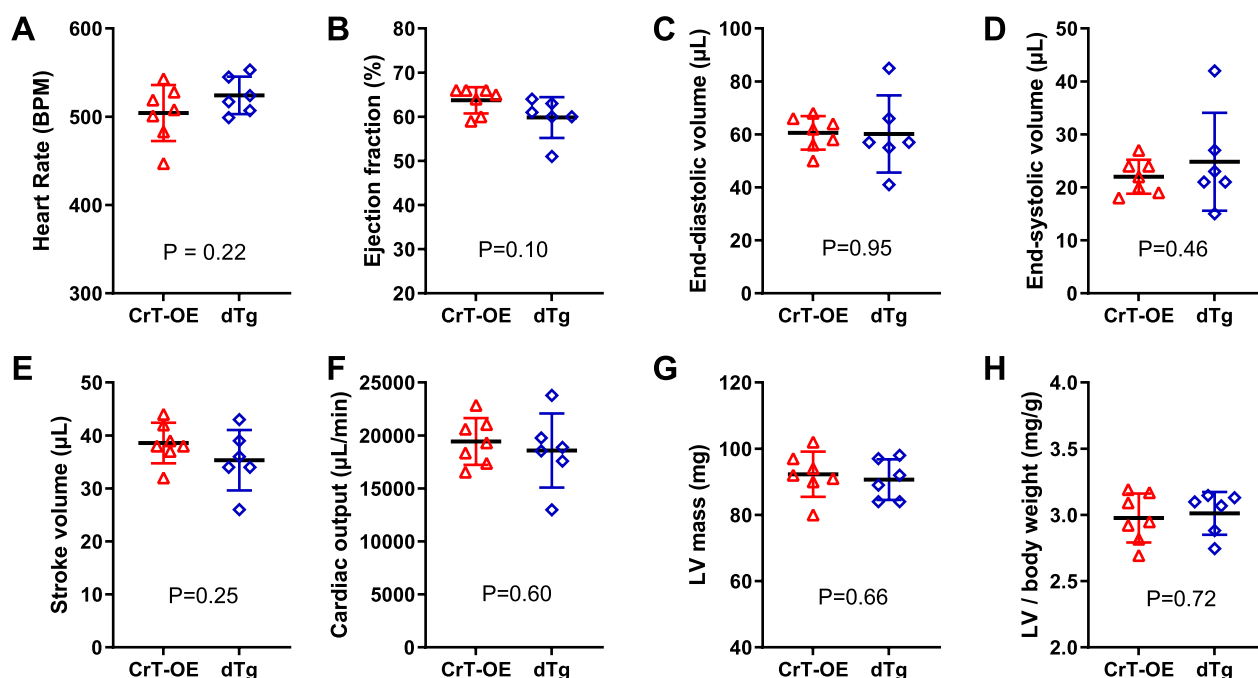 A
Heart Rate (BPM)
600
500
400
300
P = 0.22
CrT-OE dTg
B
Ejection fraction (%)
80
70
60
50
40
30
20
P=0.10
CrT-OE dTg
C
End-diastolic volume (µL)
100
80
60
40
20
0
P=0.95
CrT-OE dTg
D
End-systolic volume (µL)
50
40
30
20
10
0
P=0.46
CrT-OE dTg
E
Stroke volume (µL)
50
40
30
20
10
0
P=0.25
CrT-OE dTg
F
Cardiac output (µL/min)
25000
20000
15000
10000
5000
0
P=0.60
CrT-OE dTg
G
LV mass (mg)
120
100
80
60
40
P=0.66
CrT-OE dTg
H
LV / body weight (mg/g)
4.0
3.5
3.0
2.5
2.0
P=0.72
CrT-OE dTg